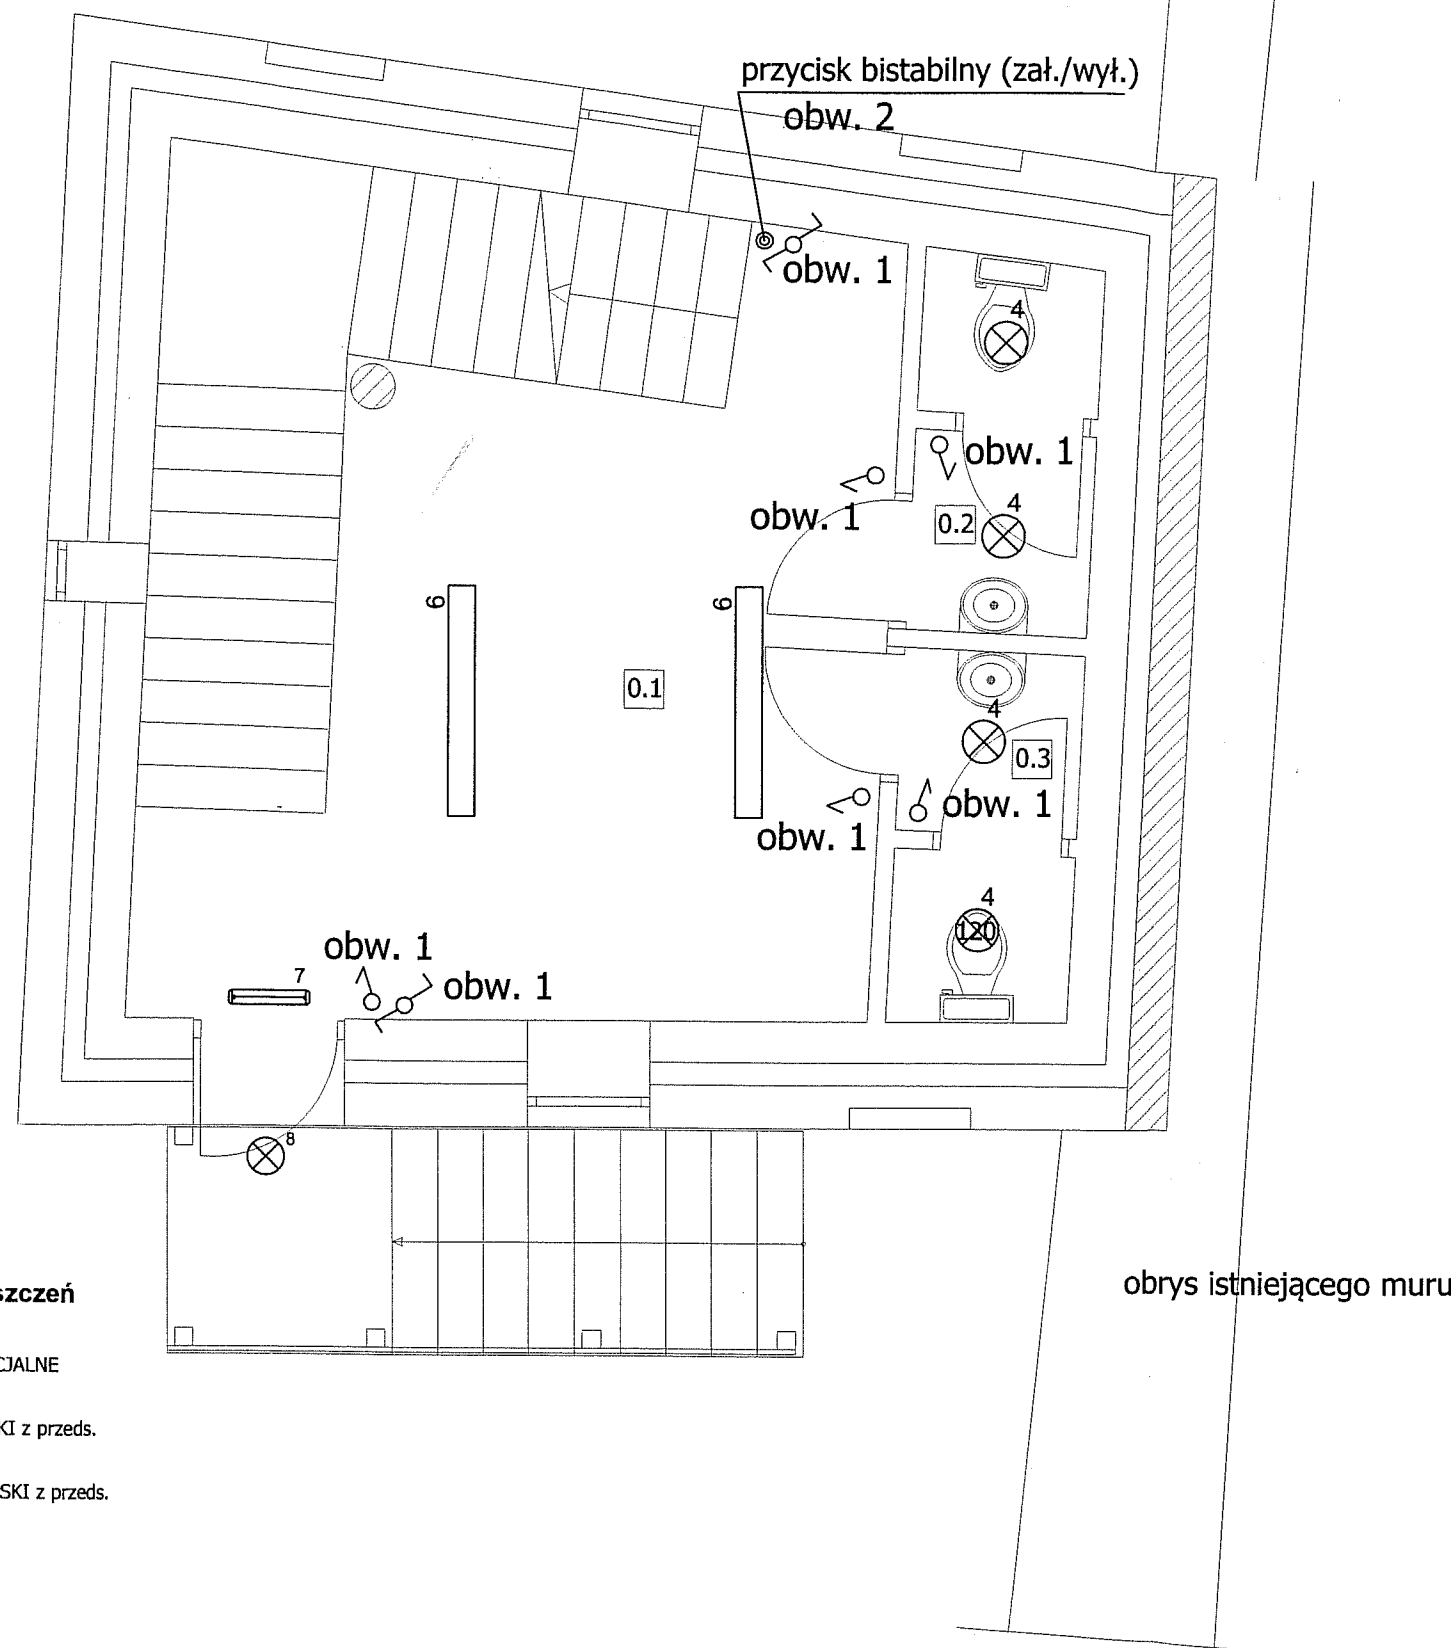 przycisk bistabilny (zał./wył.)
obw. 2
obw. 1
4
obw. 1
obw. 1
4
0.2
6
6
0.1
4
0.3
obw. 1
obw. 1
4
120
obw. 1
7
obw. 1
8
obrys istniejącego muru
szczeń
CJALNE
KI z przeds.
SKI z przeds.